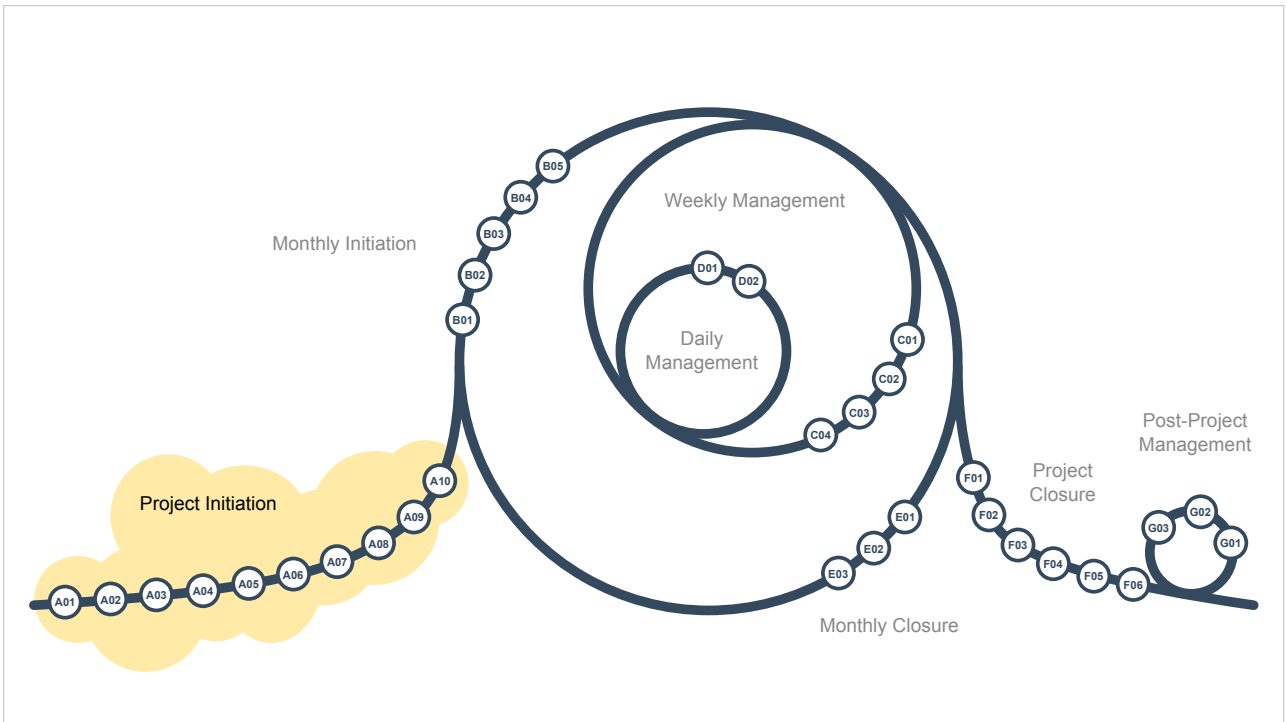 B05
B04
B03
B02
B01
Monthly Initiation
Weekly Management
D01
D02
Daily
Management
C01
C02
C03
C04
Project Initiation
A01
A02
A03
A04
A05
A06
A07
A08
A09
A10
E01
E02
E03
Monthly Closure
F01
F02
F03
F04
F05
F06
Project
Closure
Post-Project
Management
G03
G02
G01